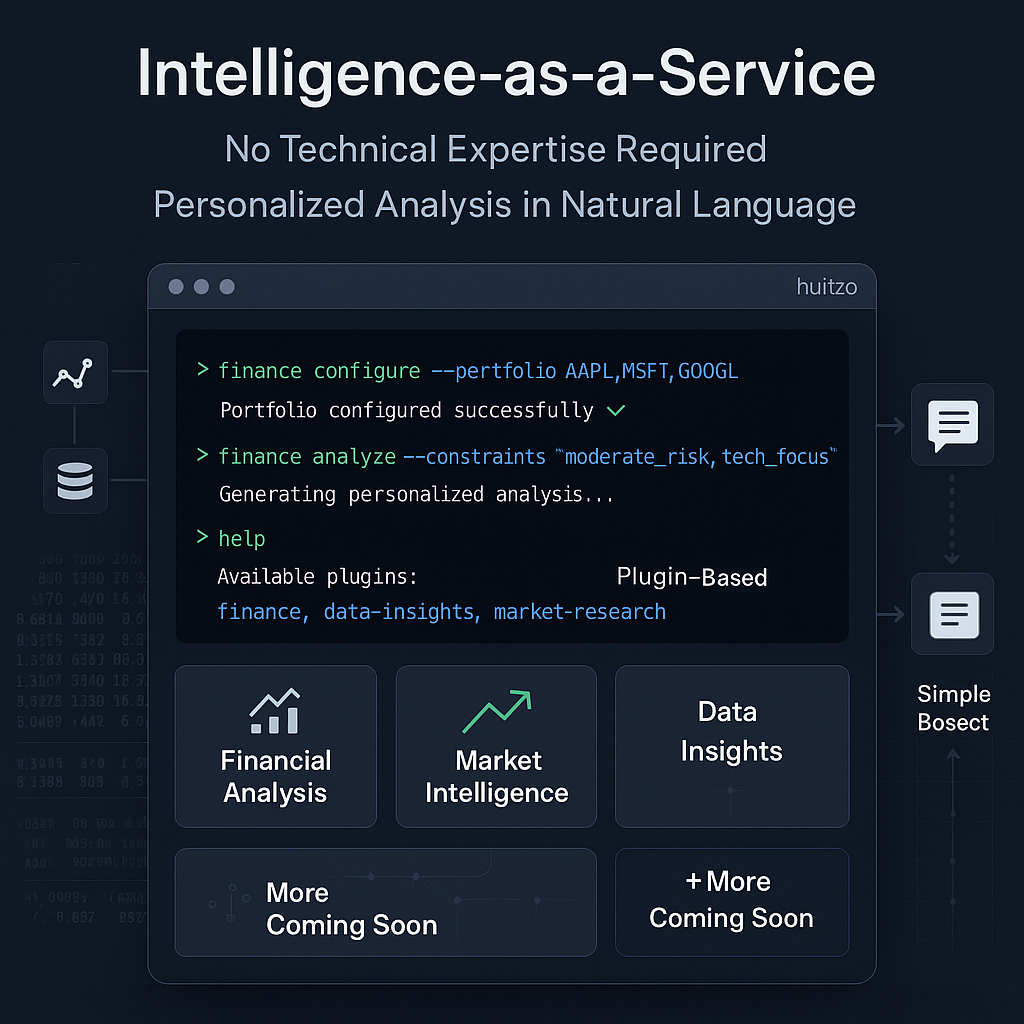 Intelligence-as-a-Service
No Technical Expertise Required
Personalized Analysis in Natural Language
huitzo
> finance configure --pertfolio AAPL,MSFT,GOOGL
Portfolio configured successfully ✓
> finance analyze --constraints "moderate_risk, tech_focus"
Generating personalized analysis...
> help
Available plugins:
Plugin-Based
finance, data-insights, market-research
Financial
Analysis
Market
Intelligence
Data
Insights
Simple
Bosect
More
Coming Soon
+ More
Coming Soon